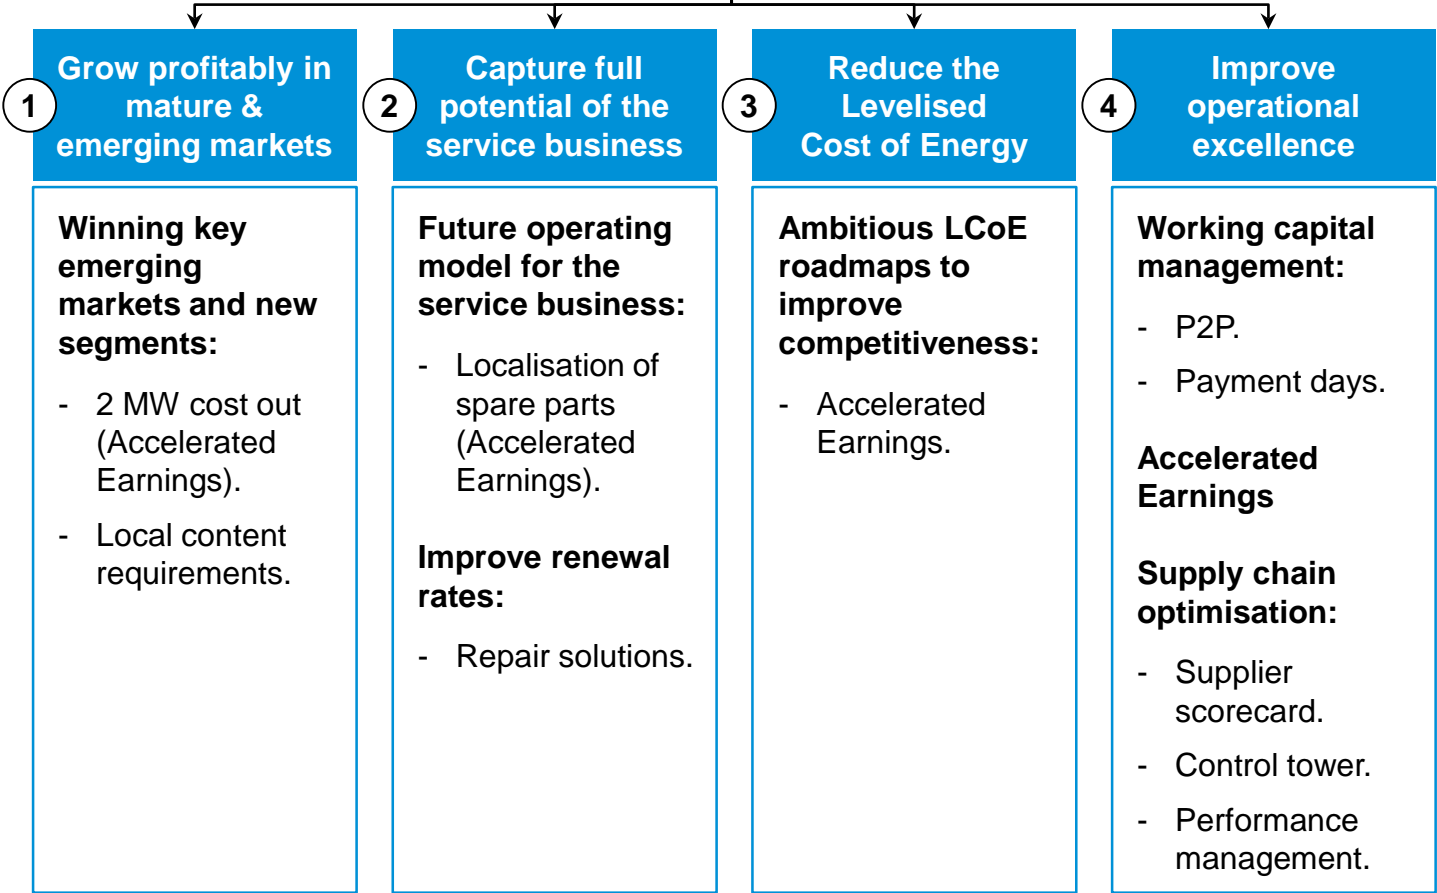 1
Grow profitably in
mature &
emerging markets
Winning key
emerging
markets and new
segments:
- 2 MW cost out
(Accelerated
Earnings).
- Local content
requirements.
2
Capture full
potential of the
service business
Future operating
model for the
service business:
- Localisation of
spare parts
(Accelerated
Earnings).
Improve renewal
rates:
- Repair solutions.
3
Reduce the
Levelised
Cost of Energy
Ambitious LCoE
roadmaps to
improve
competitiveness:
- Accelerated
Earnings.
4
Improve
operational
excellence
Working capital
management:
- P2P.
- Payment days.
Accelerated
Earnings
Supply chain
optimisation:
- Supplier
scorecard.
- Control tower.
- Performance
management.